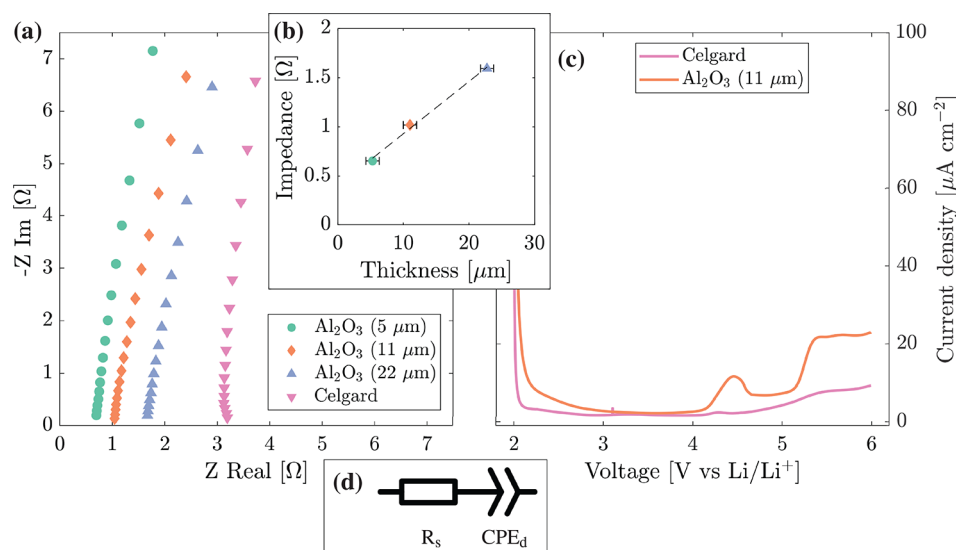 (a)
-Z Im [Ω]
7
6
5
4
3
2
1
0
0 1 2 3 4 5 6 7
Z Real [Ω]
Al₂O₃ (5 μm)
Al₂O₃ (11 μm)
Al₂O₃ (22 μm)
Celgard
(b)
Impedance [Ω]
2
1.5
1
0.5
0
0 10 20 30
Thickness [μm]
(c)
Celgard
Al₂O₃ (11 μm)
100
80
60
40
20
0
Current density [μA cm⁻²]
2 3 4 5 6
Voltage [V vs Li/Li⁺]
(d)
Rₛ CPE_d